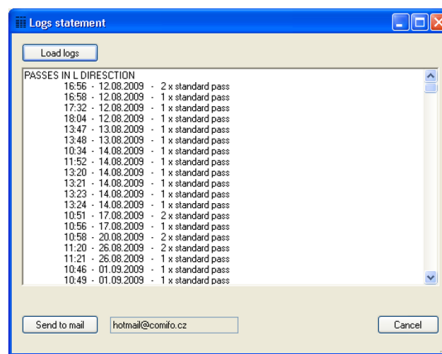 Logs statement
Load logs
PASSES IN L DIRESCTION
16:56 - 12.08.2009 - 2 x standard pass
16:58 - 12.08.2009 - 1 x standard pass
17:32 - 12.08.2009 - 1 x standard pass
18:04 - 12.08.2009 - 1 x standard pass
13:47 - 13.08.2009 - 1 x standard pass
13:48 - 13.08.2009 - 1 x standard pass
10:34 - 14.08.2009 - 1 x standard pass
11:52 - 14.08.2009 - 1 x standard pass
13:20 - 14.08.2009 - 1 x standard pass
13:21 - 14.08.2009 - 1 x standard pass
13:23 - 14.08.2009 - 1 x standard pass
13:24 - 14.08.2009 - 1 x standard pass
10:51 - 17.08.2009 - 2 x standard pass
10:56 - 17.08.2009 - 1 x standard pass
10:58 - 20.08.2009 - 2 x standard pass
11:20 - 26.08.2009 - 2 x standard pass
11:21 - 26.08.2009 - 1 x standard pass
10:46 - 01.09.2009 - 1 x standard pass
10:49 - 01.09.2009 - 1 x standard pass
Send to mail
hotmail@comifo.cz
Cancel